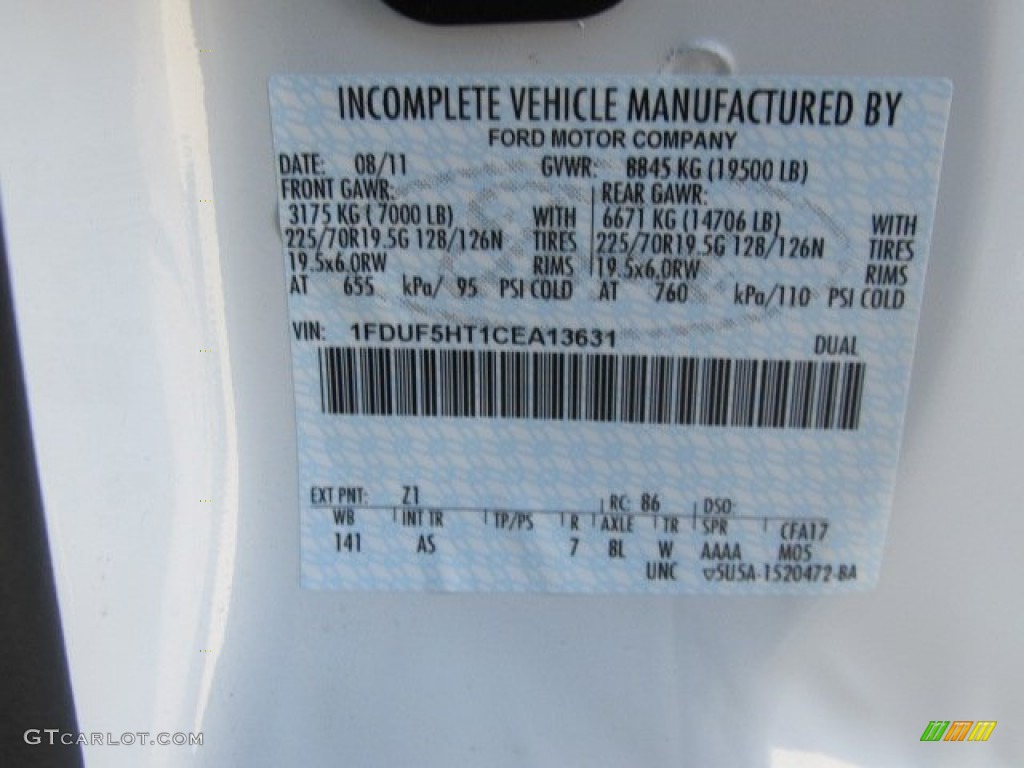 INCOMPLETE VEHICLE MANUFACTURED BY
FORD MOTOR COMPANY
DATE: 08/11 GVWR: 8845 KG (19500 LB)
FRONT GAWR: REAR GAWR:
3175 KG ( 7000 LB) WITH 6671 KG (14706 LB) WITH
225/70R19.5G 128/126N TIRES 225/70R19.5G 128/126N TIRES
19.5x6.0RW RIMS 19.5x6.0RW RIMS
AT 655 kPa/ 95 PSI COLD AT 760 kPa/110 PSI COLD
VIN: 1FDUF5HT1CEA13631 DUAL
EXT PNT: Z1 RC: 86 DSO:
WB INT TR TP/PS R AXLE TR SPR CFA17
141 AS 7 8L W AAAA M05
UNC ▽5U5A-1520472-BA
GTCARLOT.COM